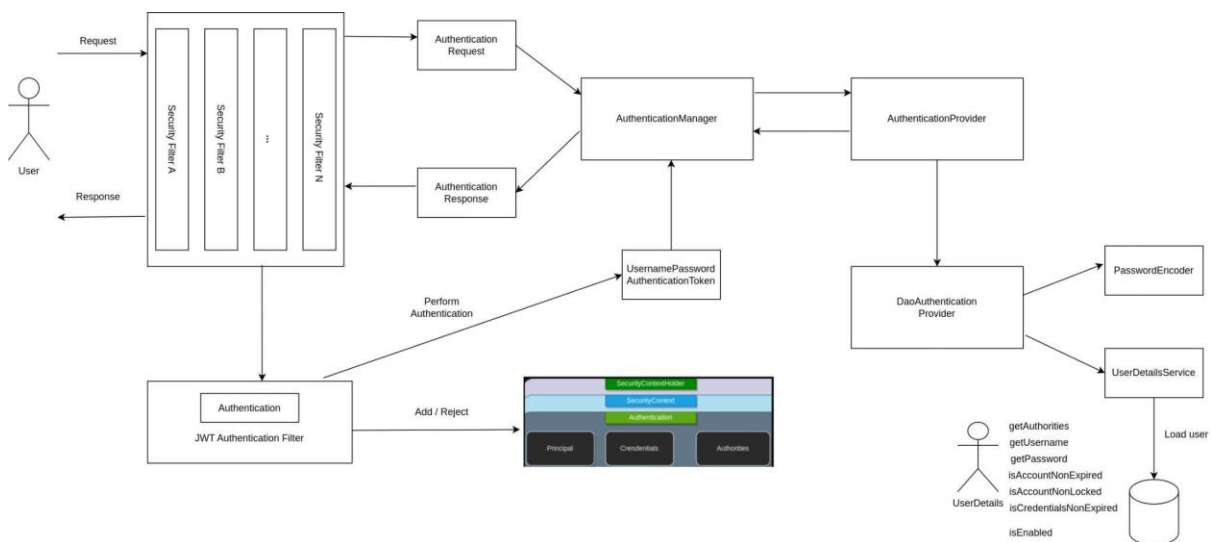 Request
User
Response
Security Filter A
Security Filter B
...
Security Filter N
Authentication
Request
Authentication
Response
AuthenticationManager
AuthenticationProvider
UsernamePassword
AuthenticationToken
Perform
Authentication
DaoAuthentication
Provider
PasswordEncoder
UserDetailsService
Load user
Authentication
JWT Authentication Filter
Add / Reject
SecurityContextHolder
SecurityContext
Authentication
Principal
Crendentials
Authorities
getAuthorities
getUsername
getPassword
isAccountNonExpired
isAccountNonLocked
isCredentialsNonExpired
isEnabled
UserDetails